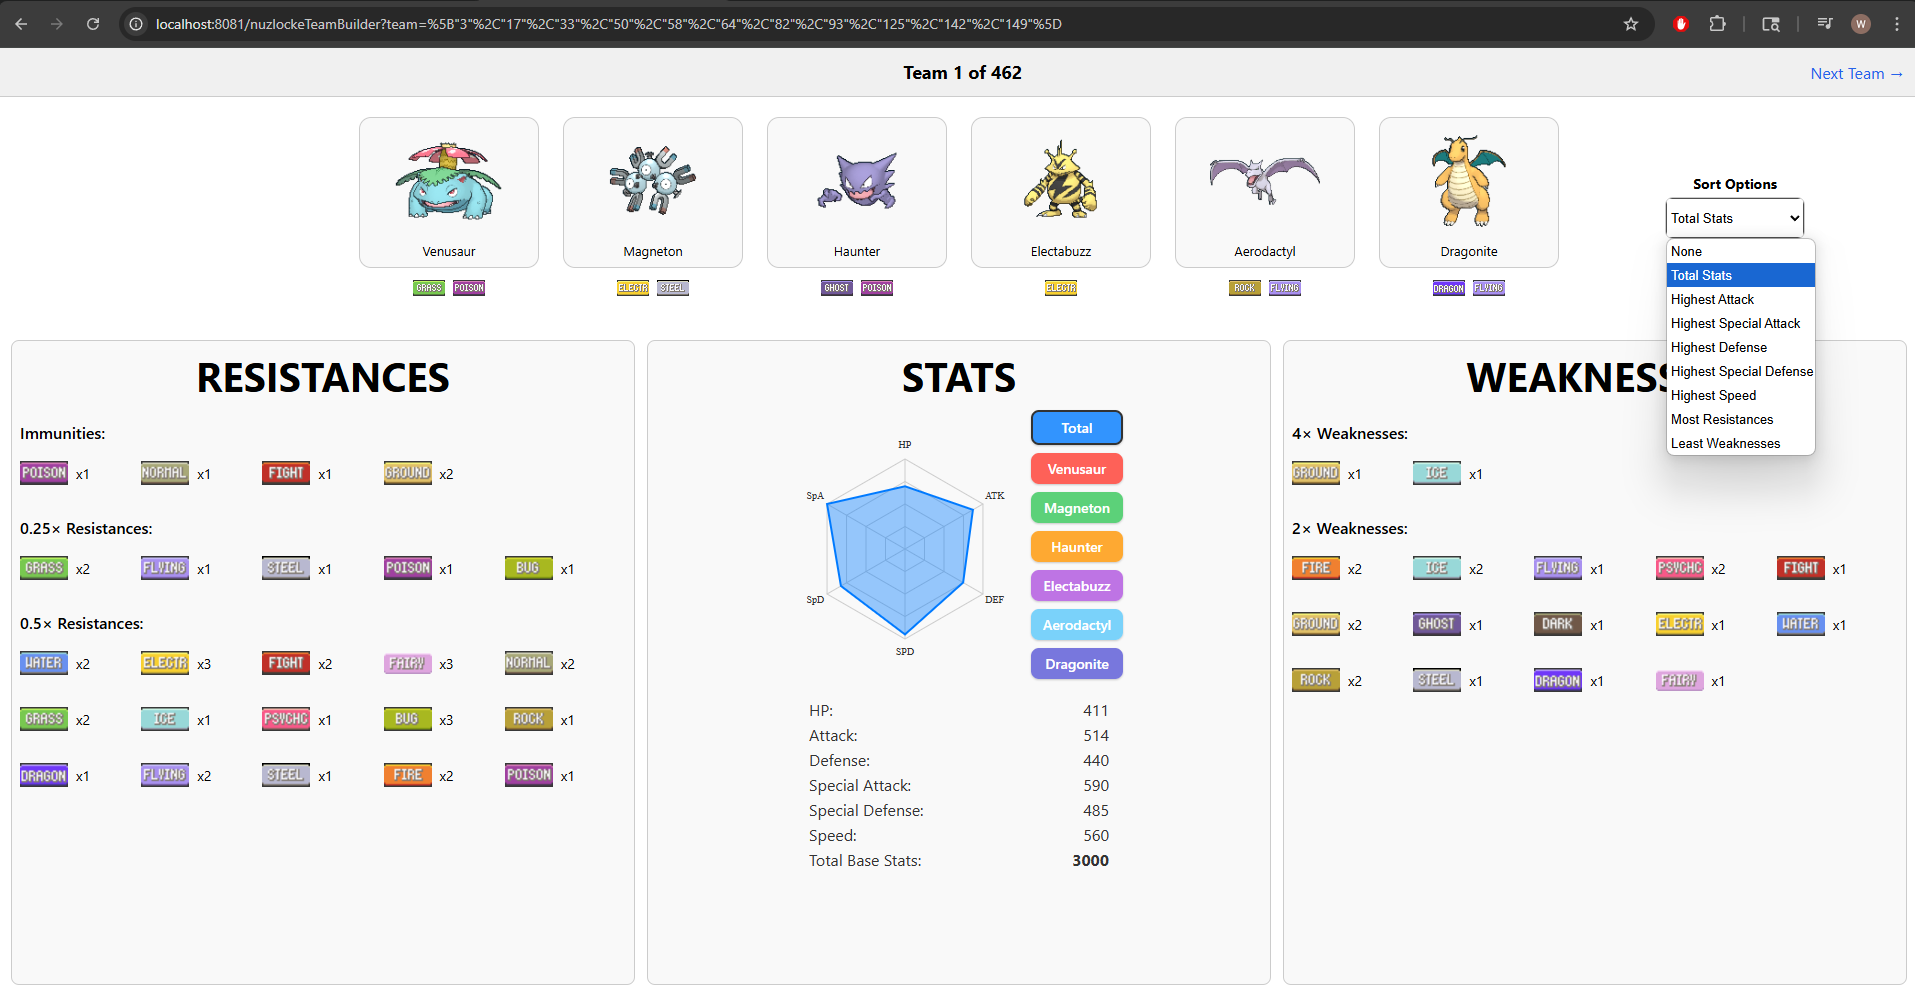 localhost:8081/nuzlockeTeamBuilder?team=%5B"3"%2C"17"%2C"33"%2C"50"%2C"58"%2C"64"%2C"82"%2C"93"%2C"125"%2C"142"%2C"149"%5D
W
Team 1 of 462
Next Team →
Venusaur
Magneton
Haunter
Electabuzz
Aerodactyl
Dragonite
GRASS POISON
ELECTR STEEL
GHOST POISON
ELECTR
ROCK FLYING
DRAGON FLYING
Sort Options
Total Stats
None
Total Stats
Highest Attack
Highest Special Attack
Highest Defense
Highest Special Defense
Highest Speed
Most Resistances
Least Weaknesses
RESISTANCES
Immunities:
POISON x1 NORMAL x1 FIGHT x1 GROUND x2
0.25× Resistances:
GRASS x2 FLYING x1 STEEL x1 POISON x1 BUG x1
0.5× Resistances:
WATER x2 ELECTR x3 FIGHT x2 FAIRY x3 NORMAL x2
GRASS x2 ICE x1 PSYCHC x1 BUG x3 ROCK x1
DRAGON x1 FLYING x2 STEEL x1 FIRE x2 POISON x1
STATS
HP
ATK
DEF
SPD
SpD
SpA
Total
Venusaur
Magneton
Haunter
Electabuzz
Aerodactyl
Dragonite
HP: 411
Attack: 514
Defense: 440
Special Attack: 590
Special Defense: 485
Speed: 560
Total Base Stats: 3000
WEAKNESS
4× Weaknesses:
GROUND x1 ICE x1
2× Weaknesses:
FIRE x2 ICE x2 FLYING x1 PSYCHC x2 FIGHT x1
GROUND x2 GHOST x1 DARK x1 ELECTR x1 WATER x1
ROCK x2 STEEL x1 DRAGON x1 FAIRY x1